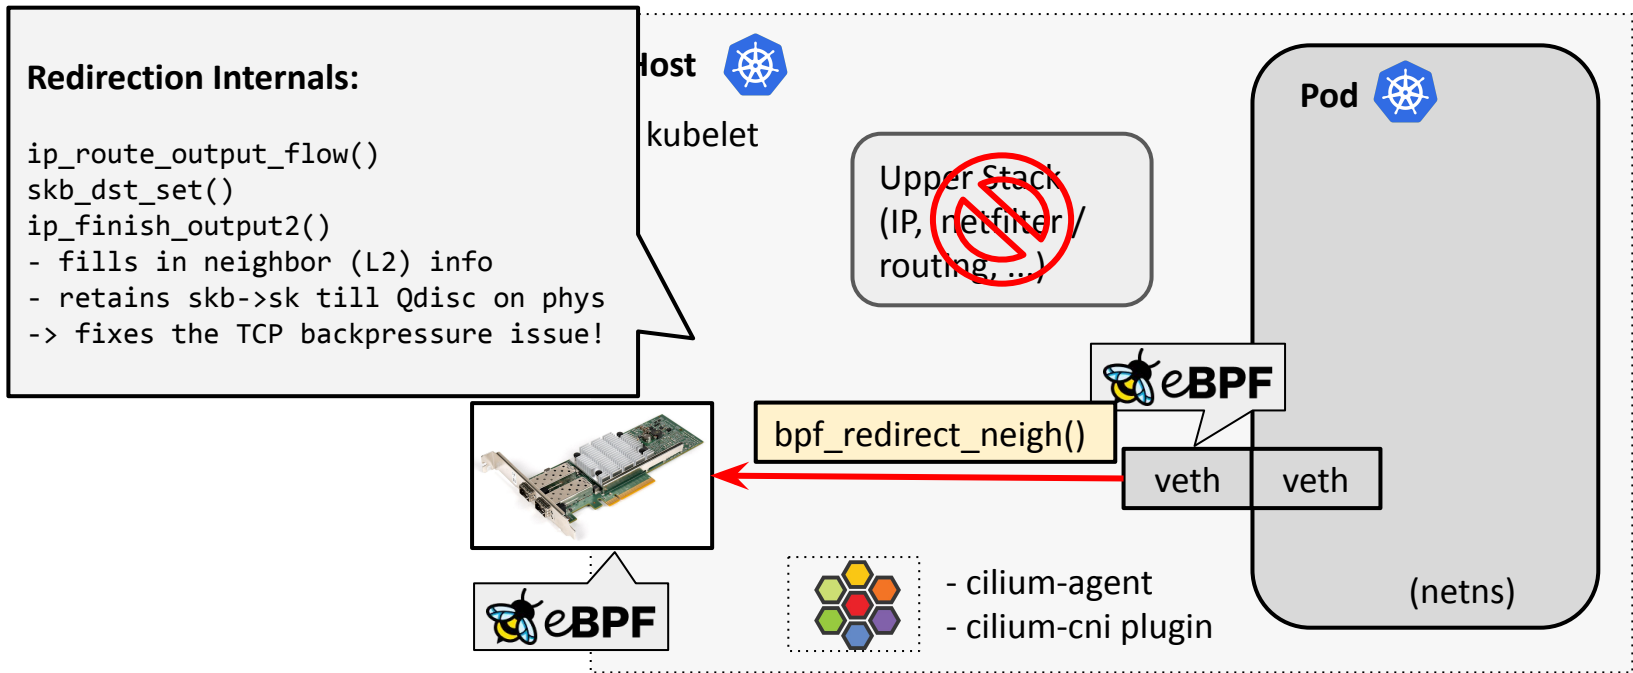 Redirection Internals:
ip_route_output_flow()
skb_dst_set()
ip_finish_output2()
- fills in neighbor (L2) info
- retains skb->sk till Qdisc on phys
-> fixes the TCP backpressure issue!
Host
kubelet
Upper Stack
(IP, netfilter /
routing, ...)
Pod
eBPF
bpf_redirect_neigh()
veth
veth
eBPF
- cilium-agent
- cilium-cni plugin
(netns)